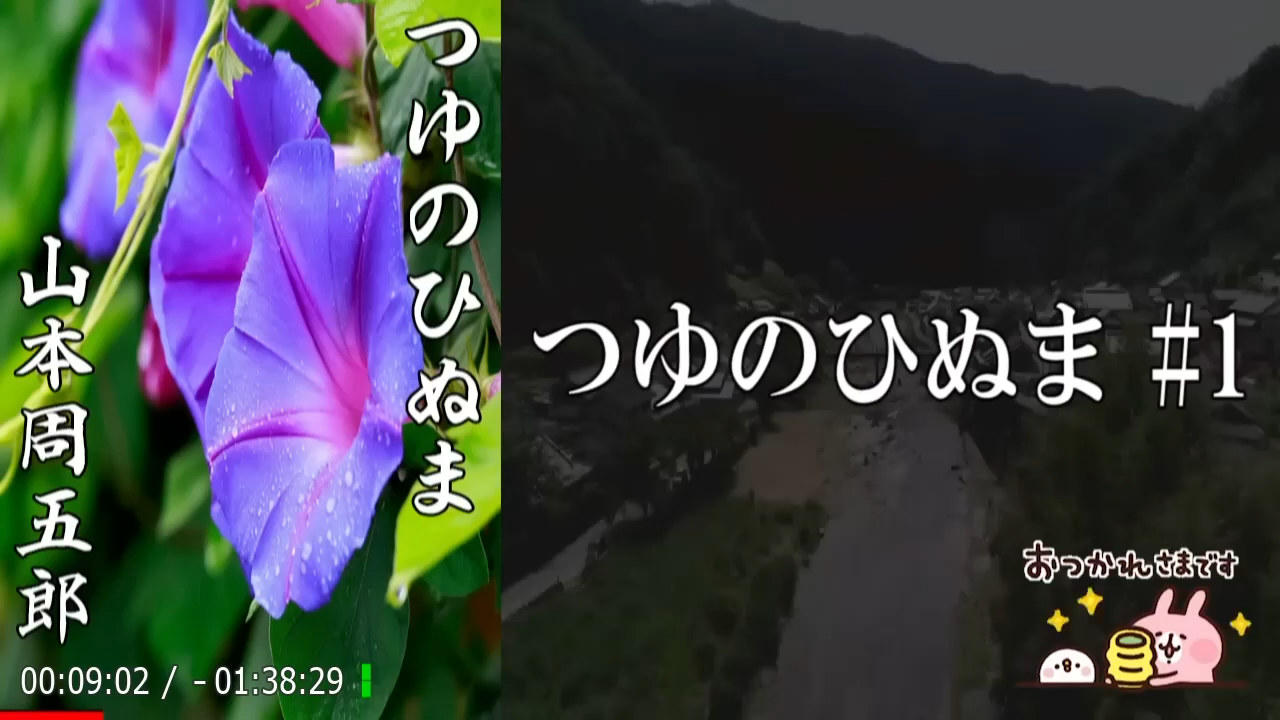 つゆのひぬま
山本周五郎
つゆのひぬま #1
おつかれさまです
00:09:02 / -01:38:29